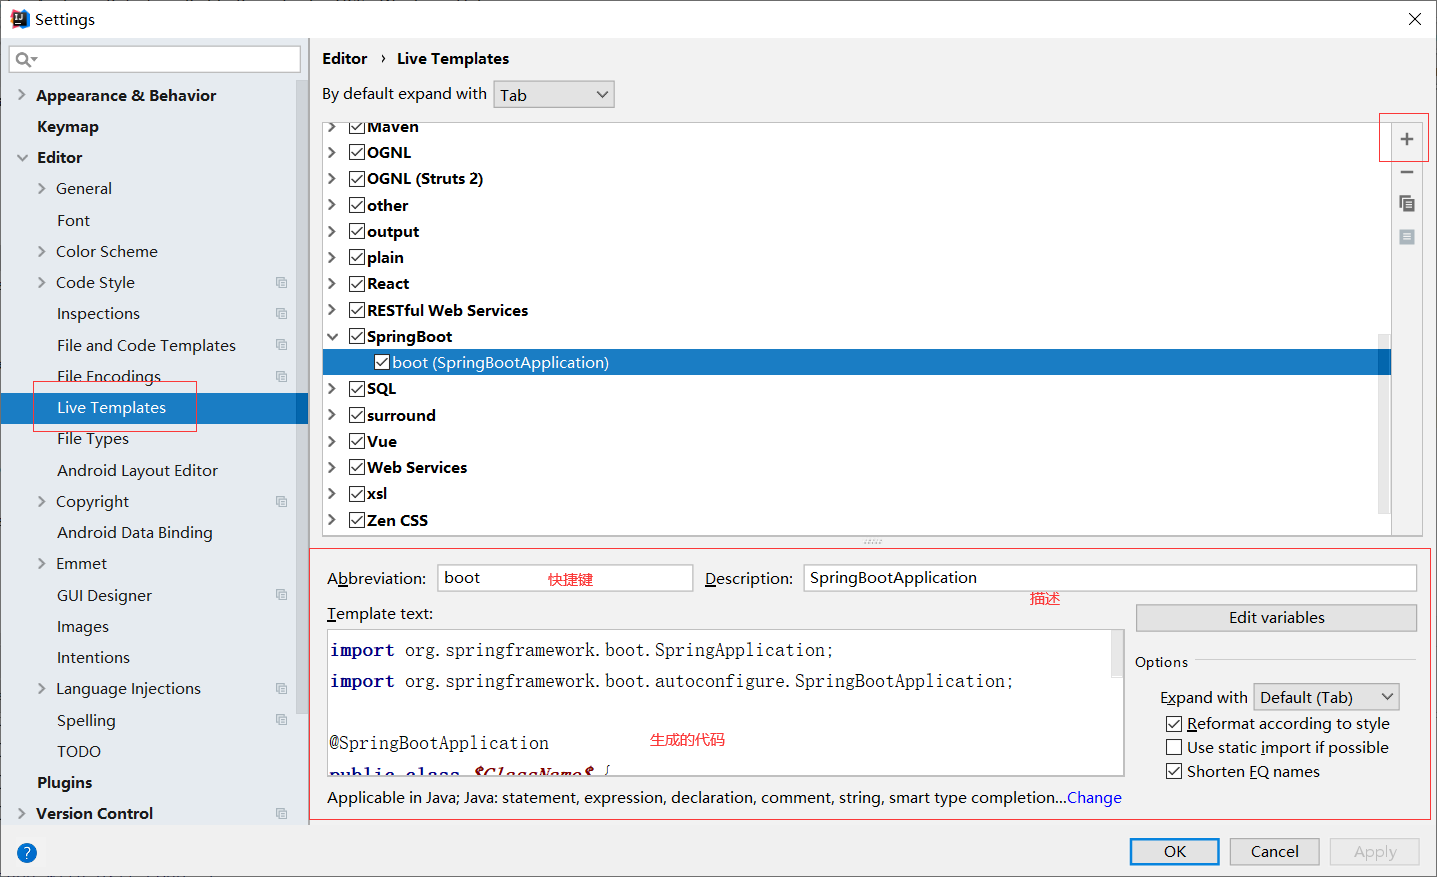 Settings
Appearance & Behavior
Keymap
Editor
General
Font
Color Scheme
Code Style
Inspections
File and Code Templates
File Encodings
Live Templates
File Types
Android Layout Editor
Copyright
Android Data Binding
Emmet
GUI Designer
Images
Intentions
Language Injections
Spelling
TODO
Plugins
Version Control
?
Editor › Live Templates
By default expand with Tab
Maven
OGNL
OGNL (Struts 2)
other
output
plain
React
RESTful Web Services
SpringBoot
boot (SpringBootApplication)
SQL
surround
Vue
Web Services
xsl
Zen CSS
Abbreviation: boot 快捷键 Description: SpringBootApplication
描述
Template text:
import org.springframework.boot.SpringApplication;
import org.springframework.boot.autoconfigure.SpringBootApplication;
@SpringBootApplication 生成的代码
public class $ClassName$ {
Applicable in Java; Java: statement, expression, declaration, comment, string, smart type completion...Change
Edit variables
Options
Expand with Default (Tab)
Reformat according to style
Use static import if possible
Shorten FQ names
OK Cancel Apply